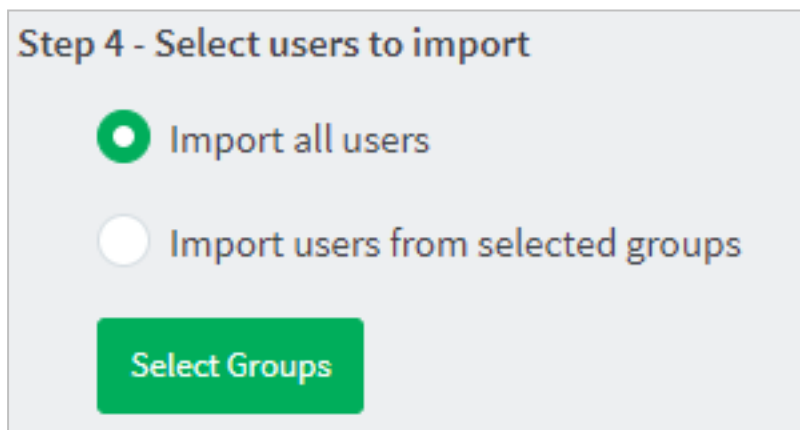 Step 4 - Select users to import
Import all users
Import users from selected groups
Select Groups